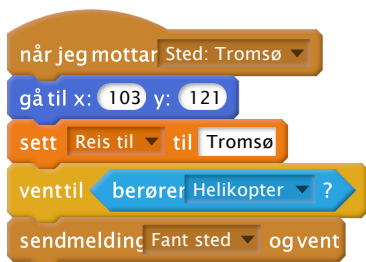 når jeg mottar Sted: Tromsø
gå til x: 103 y: 121
sett Reis til til Tromsø
vent til berører Helikopter ?
send melding Fant sted og vent